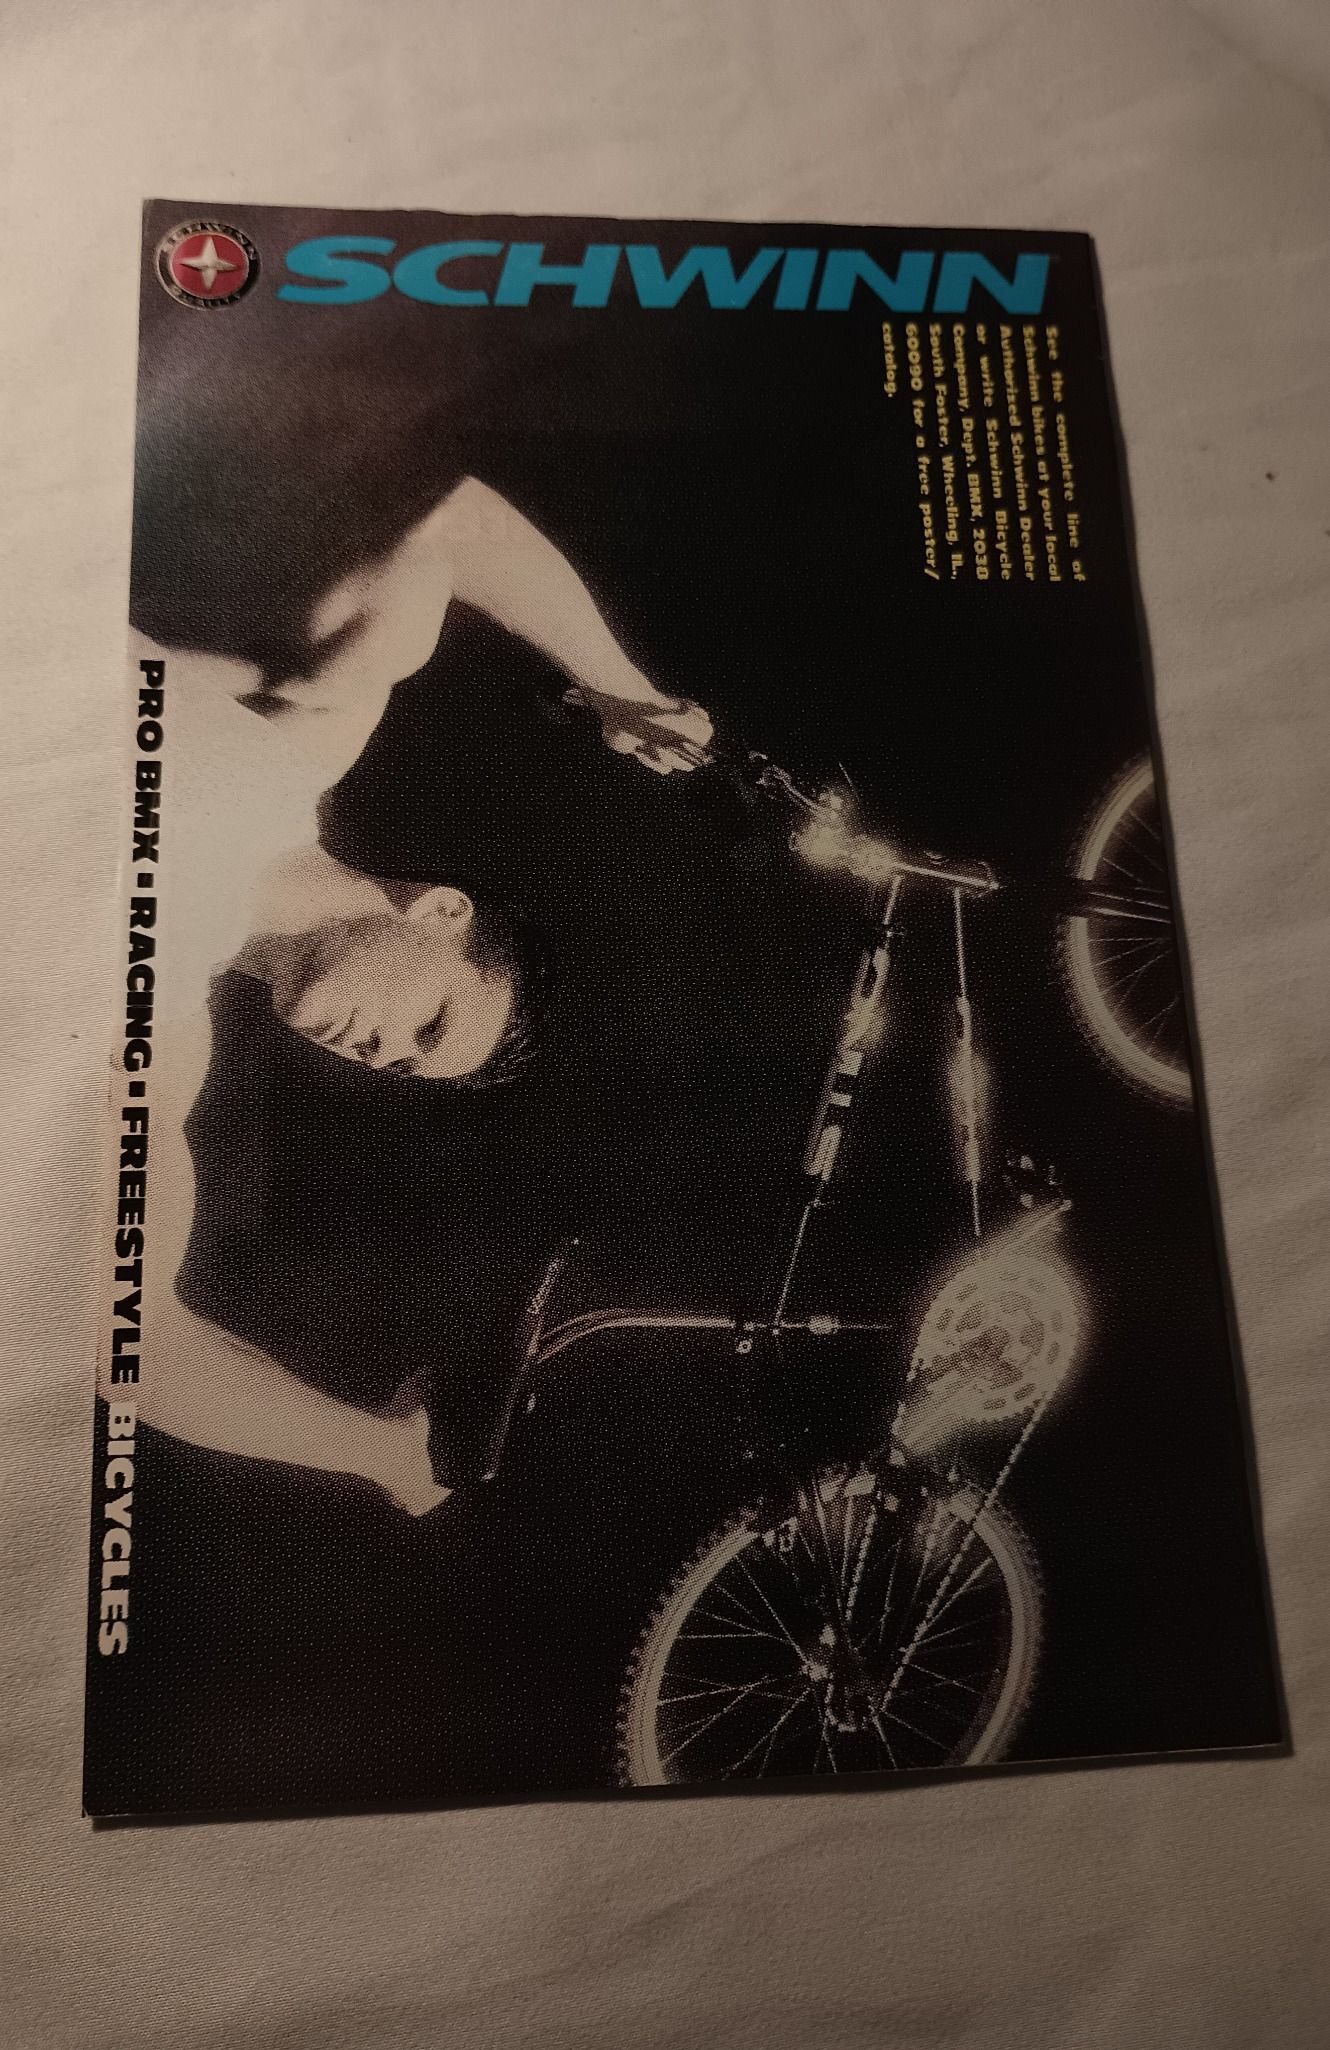 SCHWINN
See the complete line of
Schwinn bikes at your local
Authorized Schwinn Dealer
or write Schwinn Bicycle
Company, Dept. BMX, 2038
South Foster, Wheeling, IL,
60090 for a free poster/
catalog.
PRO BMX ▪ RACING ▪ FREESTYLE BICYCLES